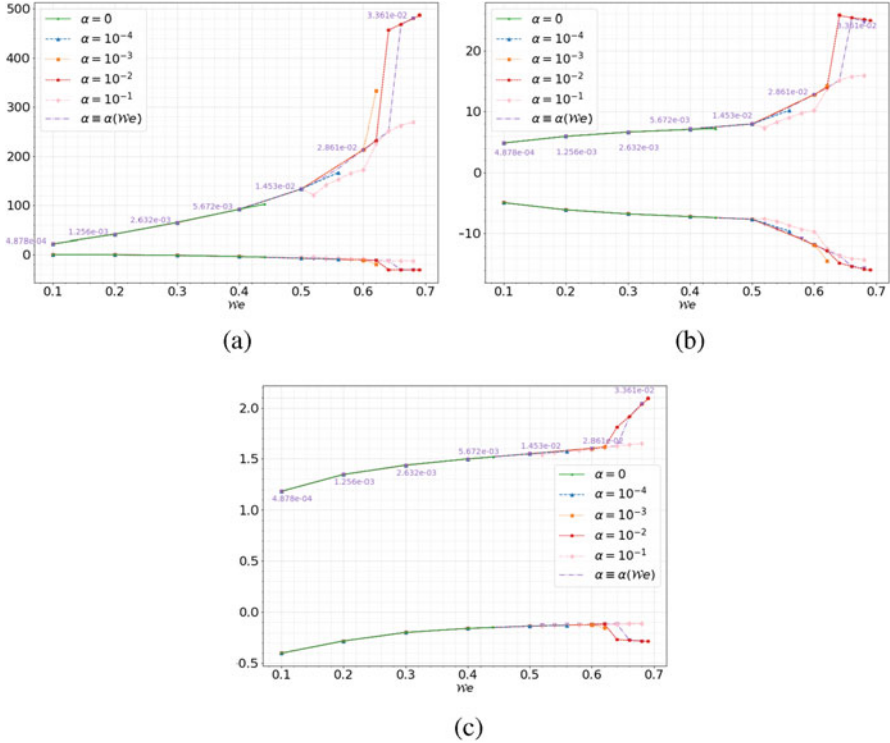 500
400
300
200
100
0
α = 0
α = 10⁻⁴
α = 10⁻³
α = 10⁻²
α = 10⁻¹
α ≡ α(𝒲e)
4.878e-04
1.256e-03
2.632e-03
5.672e-03
1.453e-02
2.861e-02
3.361e-02
0.1 0.2 0.3 0.4 0.5 0.6 0.7
𝒲e
(a)
20
10
0
-10
α = 0
α = 10⁻⁴
α = 10⁻³
α = 10⁻²
α = 10⁻¹
α ≡ α(𝒲e)
4.878e-04
1.256e-03
2.632e-03
5.672e-03
1.453e-02
2.861e-02
3.361e-02
0.1 0.2 0.3 0.4 0.5 0.6 0.7
𝒲e
(b)
2.0
1.5
1.0
0.5
0.0
0.5
4.878e-04
1.256e-03
2.632e-03
5.672e-03
1.453e-02
2.861e-02
3.361e-02
α = 0
α = 10⁻⁴
α = 10⁻³
α = 10⁻²
α = 10⁻¹
α ≡ α(𝒲e)
0.1 0.2 0.3 0.4 0.5 0.6 0.7
𝒲e
(c)